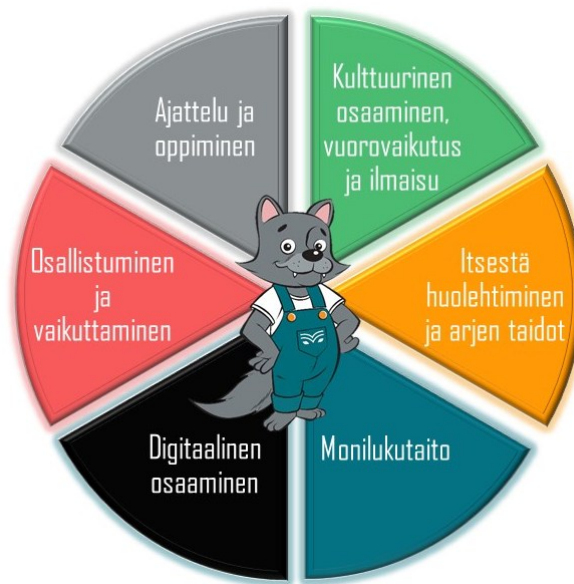 Ajattelu ja
oppiminen
Kulttuurinen
osaaminen,
vuorovaikutus
ja ilmaisu
Itsestä
huolehtiminen
ja arjen taidot
Monilukutaito
Digitaalinen
osaaminen
Osallistuminen
ja
vaikuttaminen